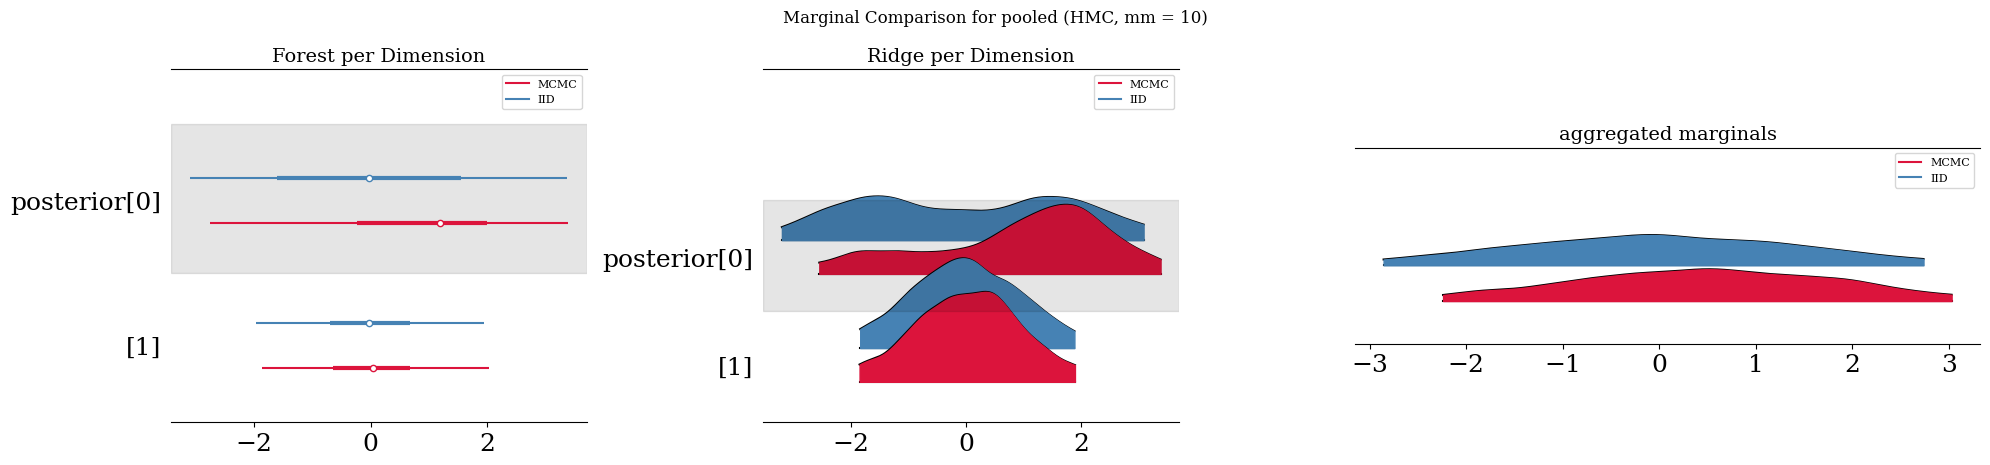 Marginal Comparison for pooled (HMC, mm = 10)
Forest per Dimension
MCMC
IID
posterior[0]
[1]
−2 0 2
Ridge per Dimension
MCMC
IID
posterior[0]
[1]
−2 0 2
aggregated marginals
MCMC
IID
−3 −2 −1 0 1 2 3